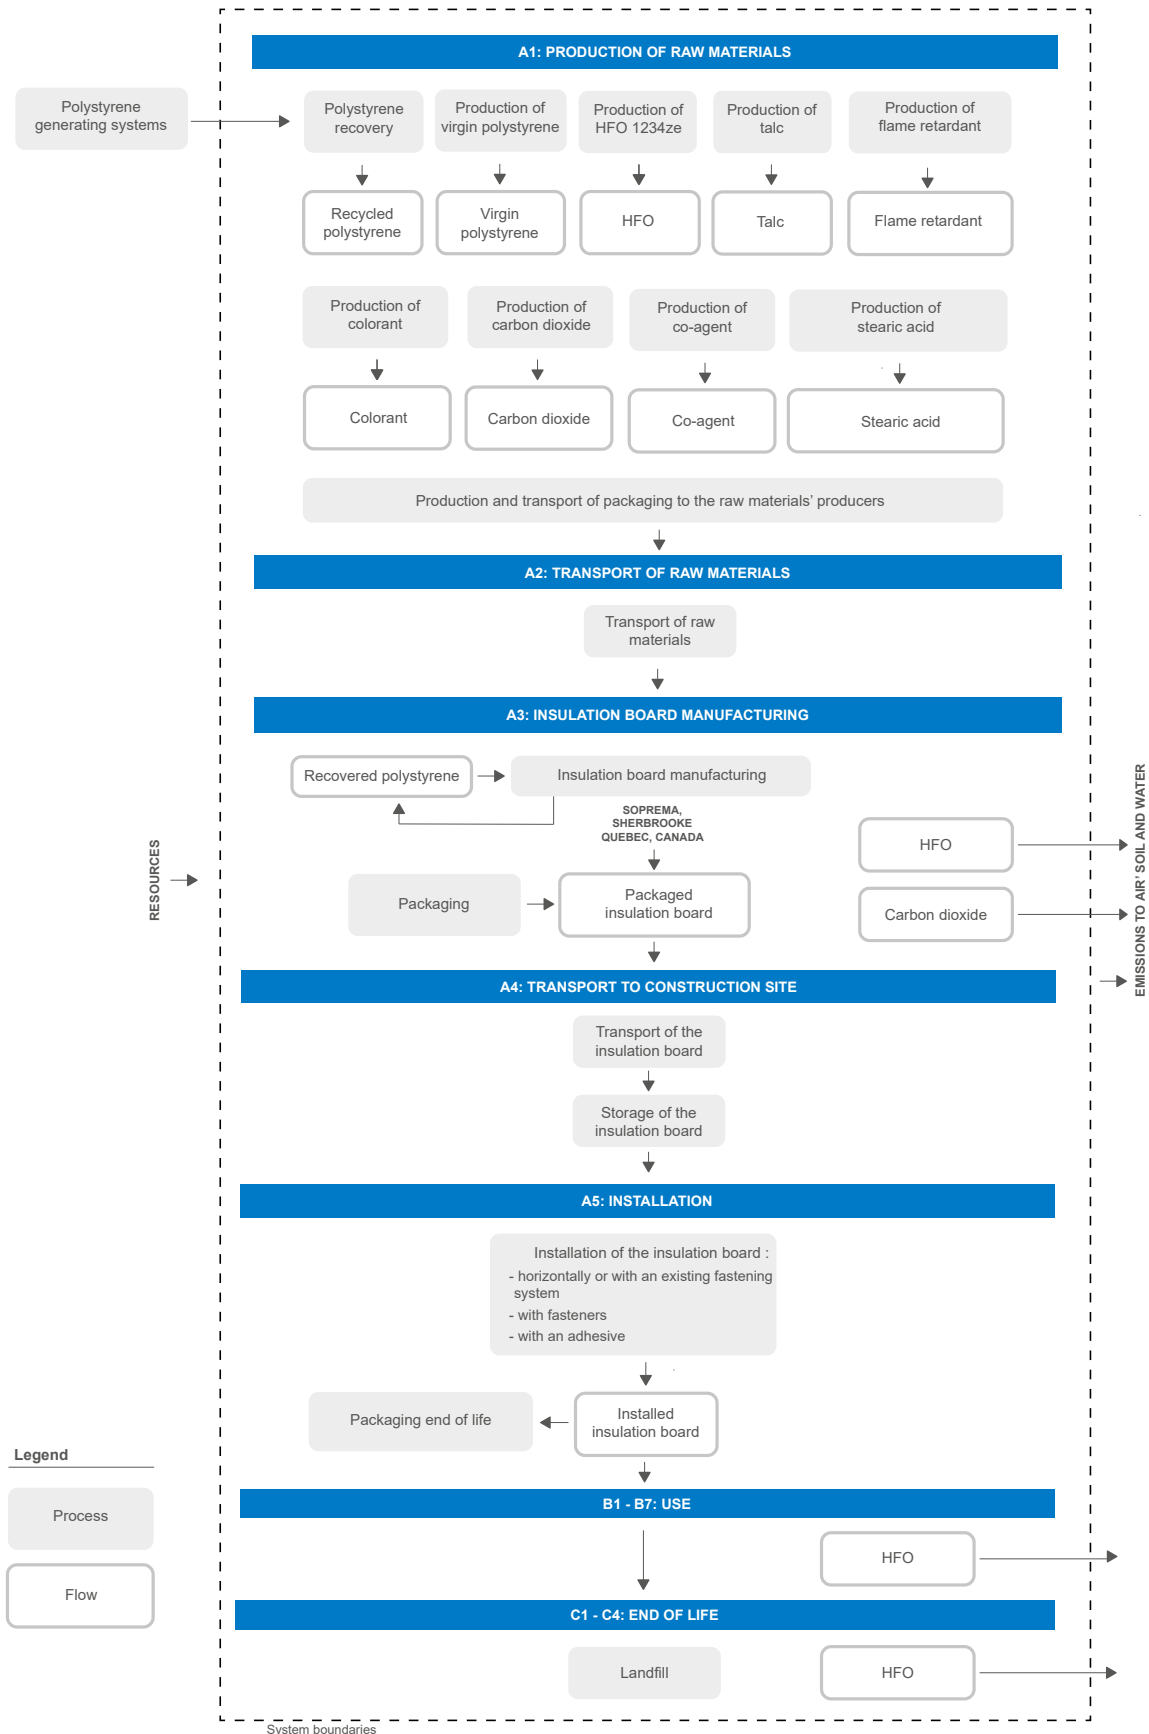 A1: PRODUCTION OF RAW MATERIALS
Polystyrene
generating systems
Polystyrene
recovery
Production of
virgin polystyrene
Production of
HFO 1234ze
Production of
talc
Production of
flame retardant
Recycled
polystyrene
Virgin
polystyrene
HFO
Talc
Flame retardant
Production of
colorant
Production of
carbon dioxide
Production of
co-agent
Production of
stearic acid
Colorant
Carbon dioxide
Co-agent
Stearic acid
Production and transport of packaging to the raw materials’ producers
A2: TRANSPORT OF RAW MATERIALS
Transport of raw
materials
A3: INSULATION BOARD MANUFACTURING
Recovered polystyrene
Insulation board manufacturing
SOPREMA,
SHERBROOKE
QUEBEC, CANADA
HFO
RESOURCES
Packaging
Packaged
insulation board
Carbon dioxide
EMISSIONS TO AIR’ SOIL AND WATER
A4: TRANSPORT TO CONSTRUCTION SITE
Transport of the
insulation board
Storage of the
insulation board
A5: INSTALLATION
Installation of the insulation board :
- horizontally or with an existing fastening
system
- with fasteners
- with an adhesive
Packaging end of life
Installed
insulation board
Legend
Process
Flow
B1 - B7: USE
HFO
C1 - C4: END OF LIFE
Landfill
HFO
System boundaries